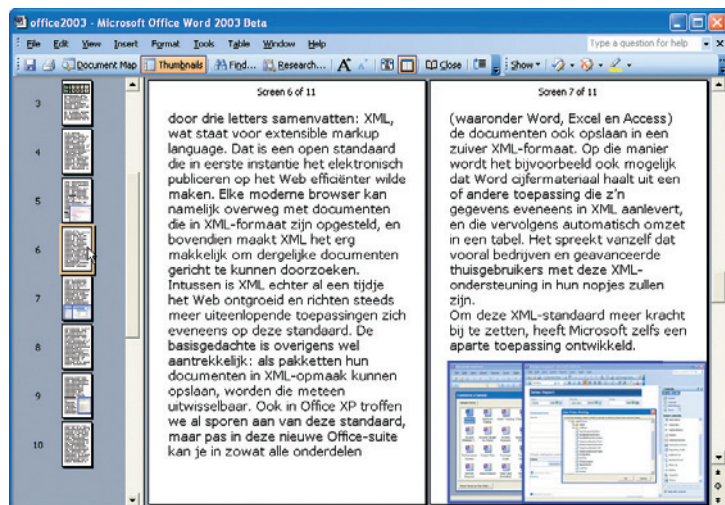 office2003 - Microsoft Office Word 2003 Beta
File Edit View Insert Format Tools Table Window Help Type a question for help
Document Map Thumbnails Find... Research... Close Show
3
4
5
6
7
8
9
10
Screen 6 of 11
door drie letters samenvatten: XML,
wat staat voor extensible markup
language. Dat is een open standaard
die in eerste instantie het elektronisch
publiceren op het Web efficiënter wilde
maken. Elke moderne browser kan
namelijk overweg met documenten
die in XML-formaat zijn opgesteld, en
bovendien maakt XML het erg
makkelijk om dergelijke documenten
gericht te kunnen doorzoeken.
Intussen is XML echter al een tijdje
het Web ontgroeid en richten steeds
meer uiteenlopende toepassingen zich
eveneens op deze standaard. De
basisgedachte is overigens wel
aantrekkelijk: als pakketten hun
documenten in XML-opmaak kunnen
opslaan, worden die meteen
uitwisselbaar. Ook in Office XP troffen
we al sporen aan van deze standaard,
maar pas in deze nieuwe Office-suite
kan je in zowat alle onderdelen
Screen 7 of 11
(waaronder Word, Excel en Access)
de documenten ook opslaan in een
zuiver XML-formaat. Op die manier
wordt het bijvoorbeeld ook mogelijk
dat Word cijfermateriaal haalt uit een
of andere toepassing die z'n
gegevens eveneens in XML aanlevert,
en die vervolgens automatisch omzet
in een tabel. Het spreekt vanzelf dat
vooral bedrijven en geavanceerde
thuisgebruikers met deze XML-
ondersteuning in hun nopjes zullen
zijn.
Om deze XML-standaard meer kracht
bij te zetten, heeft Microsoft zelfs een
aparte toepassing ontwikkeld.